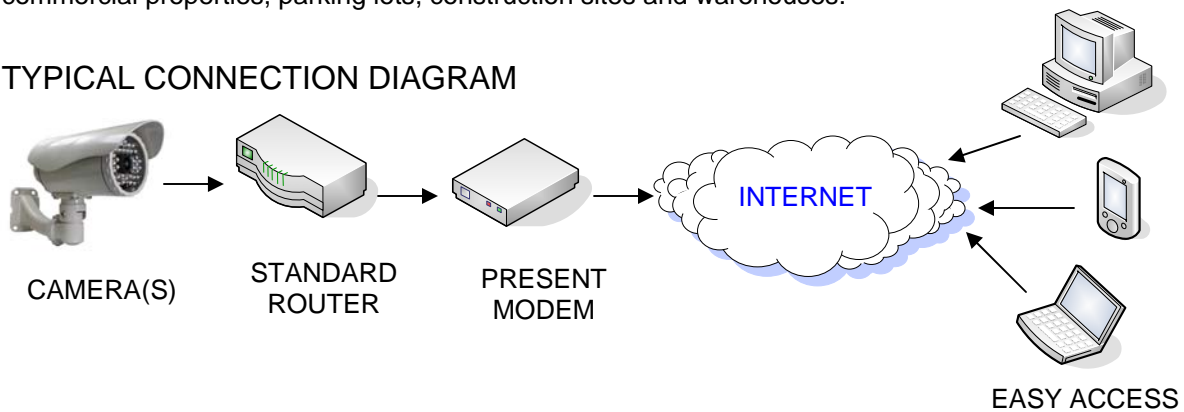 commercial properties, parking lots, construction sites and warehouses.
TYPICAL CONNECTION DIAGRAM
INTERNET
CAMERA(S)
STANDARD
ROUTER
PRESENT
MODEM
EASY ACCESS